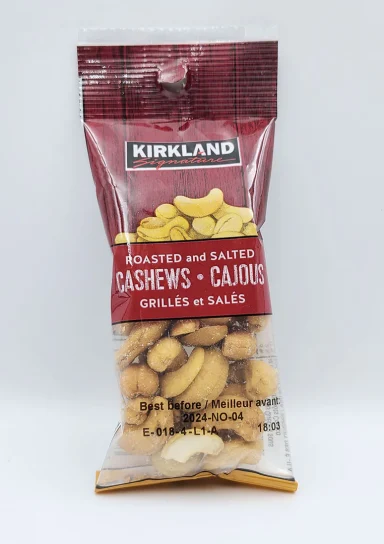 KIRKLAND
Signature
ROASTED and SALTED
CASHEWS • CAJOUS
GRILLÉS et SALÉS
Best before / Meilleur avant:
2024-NO-04
E-018-4-L1-A 18:03